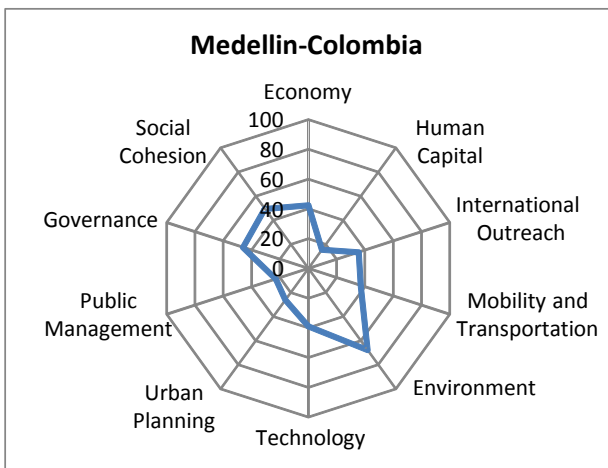 Medellin-Colombia
Economy
Human
Capital
International
Outreach
Mobility and
Transportation
Environment
Technology
Urban
Planning
Public
Management
Governance
Social
Cohesion
100
80
60
40
20
0